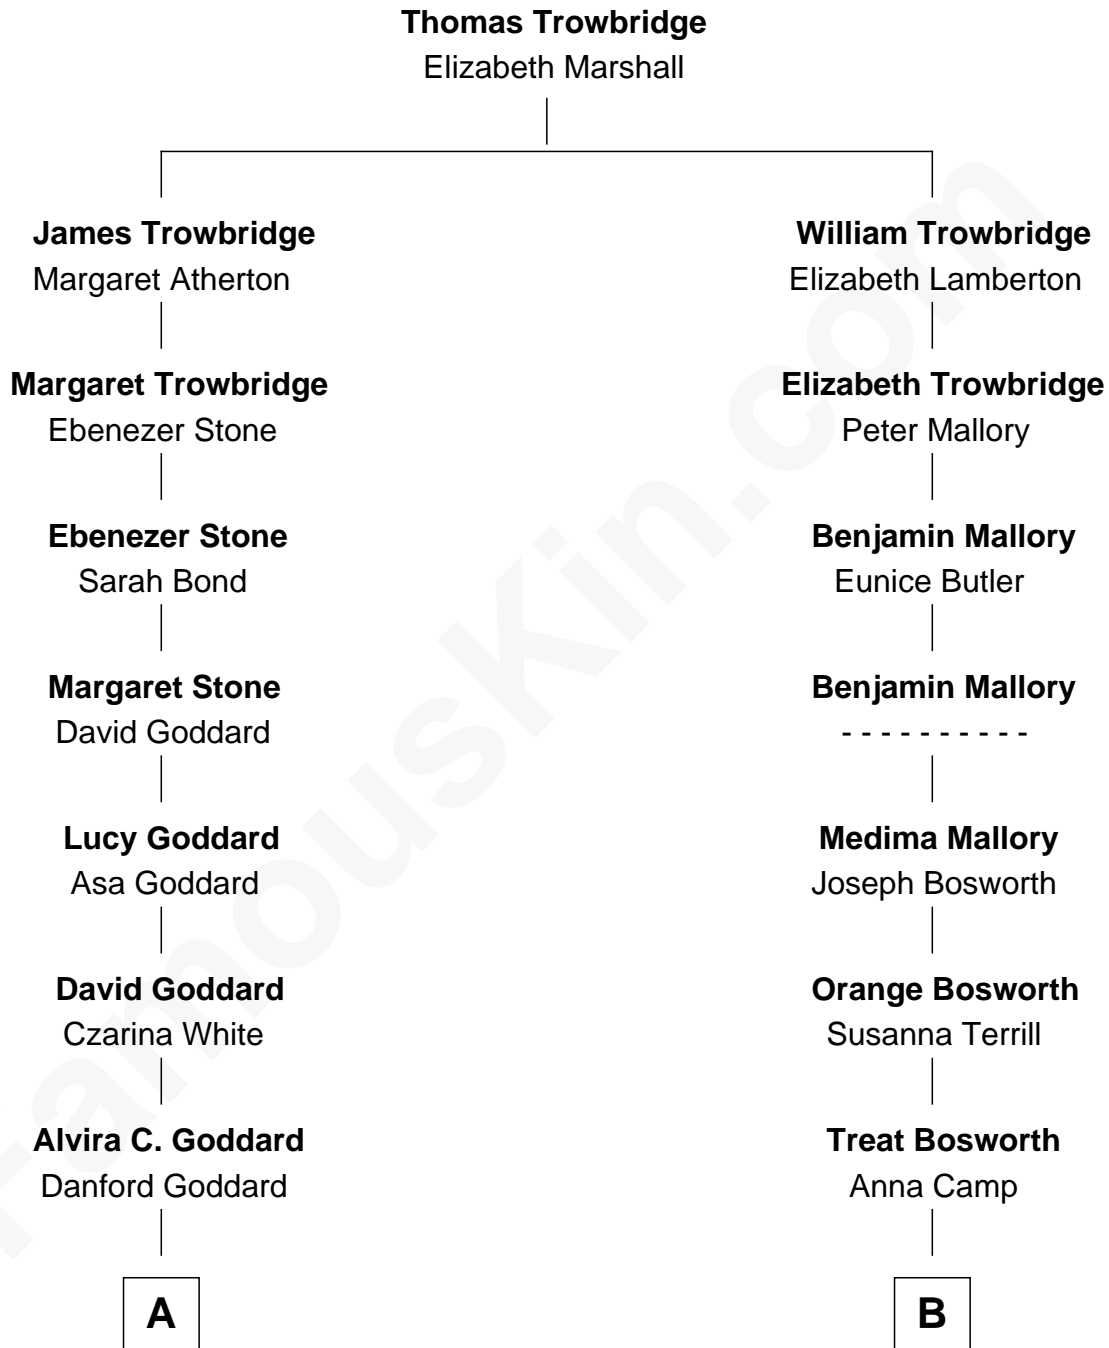 Thomas Trowbridge
Elizabeth Marshall
James Trowbridge
Margaret Atherton
William Trowbridge
Elizabeth Lamberton
Margaret Trowbridge
Ebenezer Stone
Elizabeth Trowbridge
Peter Mallory
Ebenezer Stone
Sarah Bond
Benjamin Mallory
Eunice Butler
Margaret Stone
David Goddard
Benjamin Mallory
- - - - - - - - - -
Lucy Goddard
Asa Goddard
Medima Mallory
Joseph Bosworth
David Goddard
Czarina White
Orange Bosworth
Susanna Terrill
Alvira C. Goddard
Danford Goddard
Treat Bosworth
Anna Camp
A
B
FamousKin.com